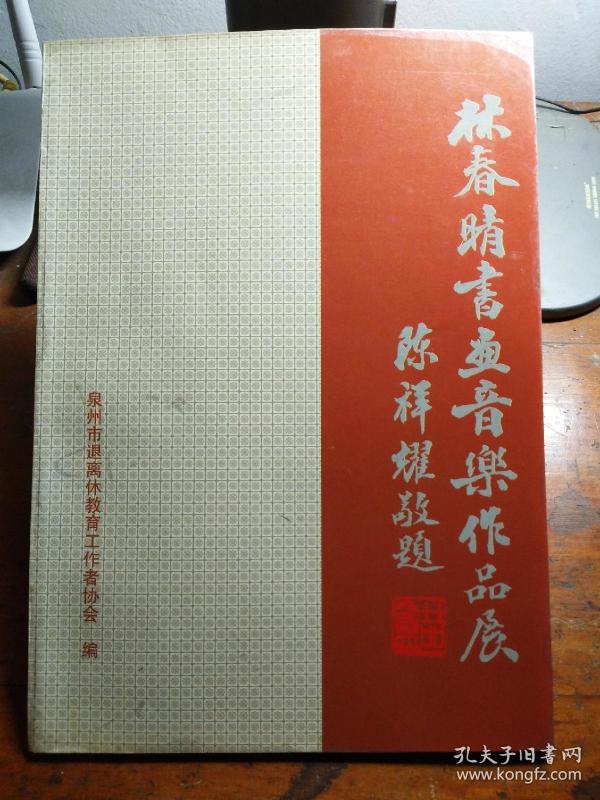 林春晴书画音樂作品展
陈祥耀敬題
泉州市退离休教育工作者协会 编
孔夫子旧书网
www.kongfz.com